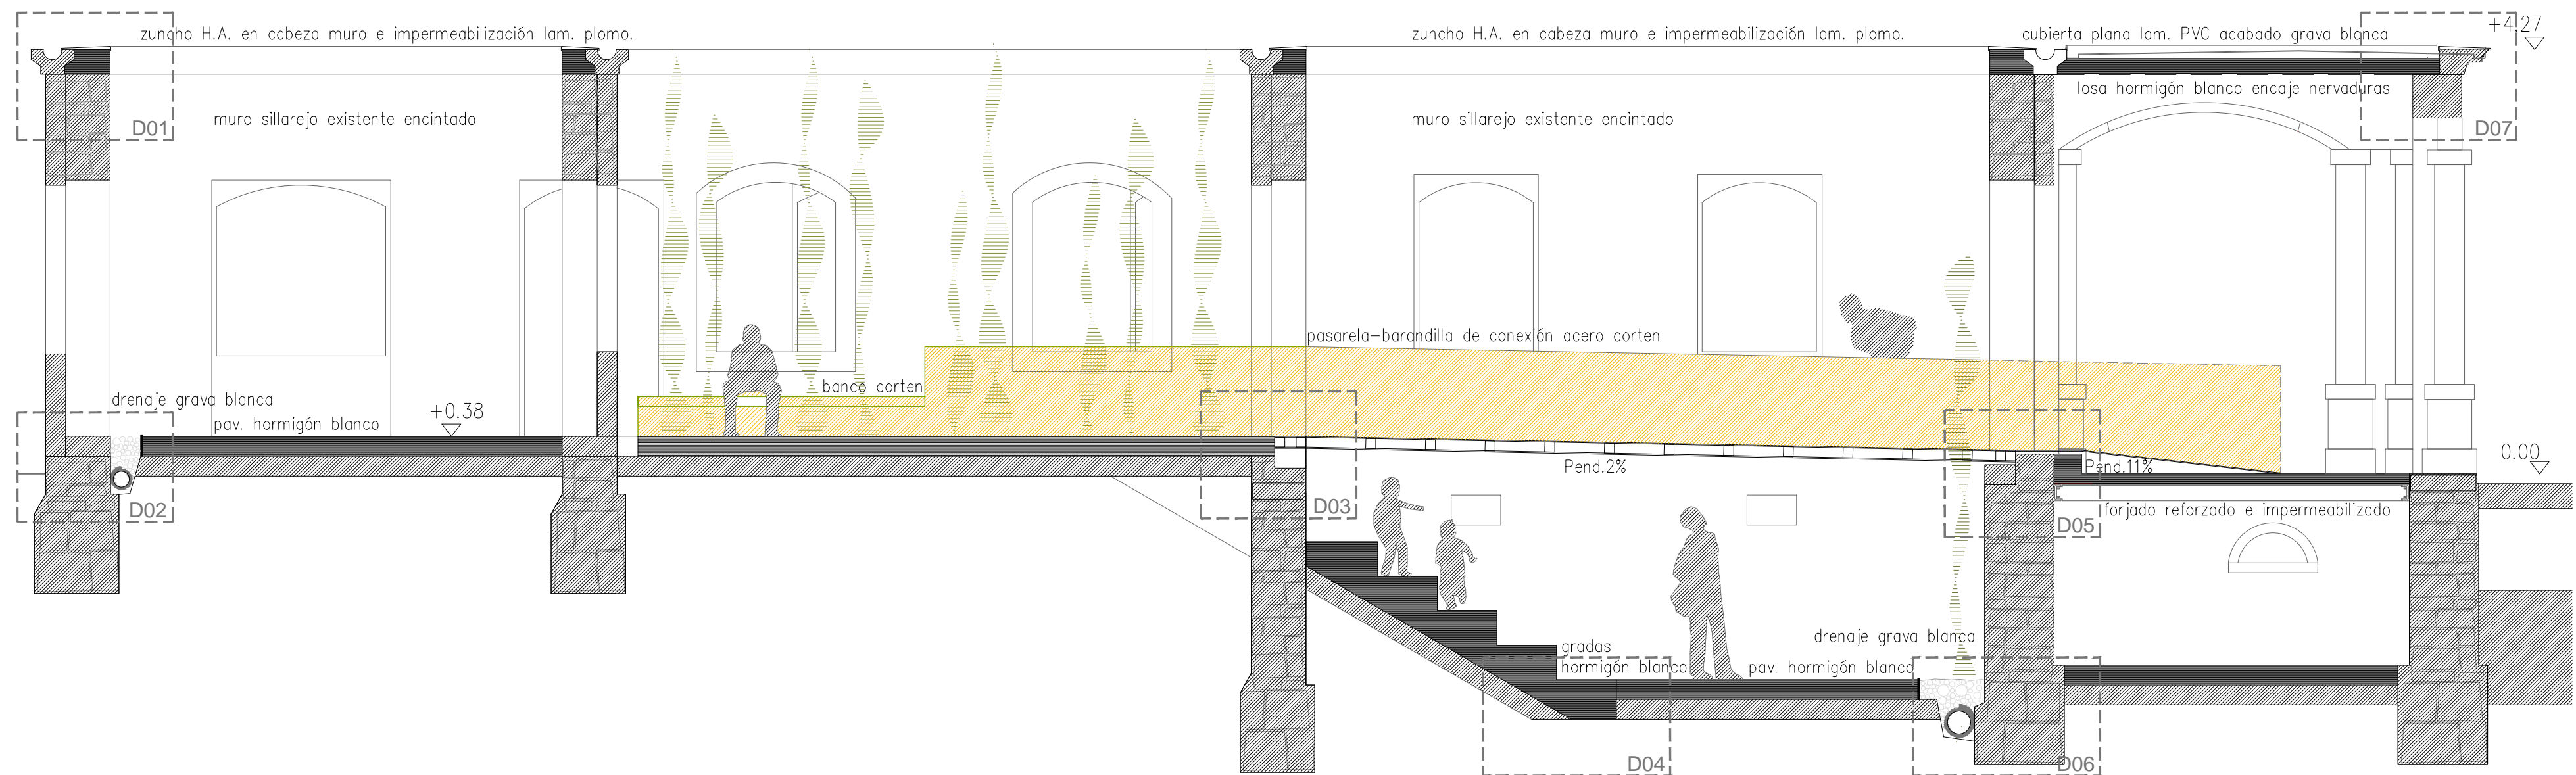 zuncho H.A. en cabeza muro e impermeabilización lam. plomo.
zuncho H.A. en cabeza muro e impermeabilización lam. plomo.
cubierta plana lam. PVC acabado grava blanca
+4.27
losa hormigón blanco encaje nervaduras
D01
muro sillarejo existente encintado
muro sillarejo existente encintado
D07
pasarela-barandilla de conexión acero corten
banco corten
drenaje grava blanca
+0.38
pav. hormigón blanco
0.00
Pend.2%
Pend.11%
D02
D03
D05
forjado reforzado e impermeabilizado
drenaje grava blanca
gradas
hormigón blanco
pav. hormigón blanco
D04
D06